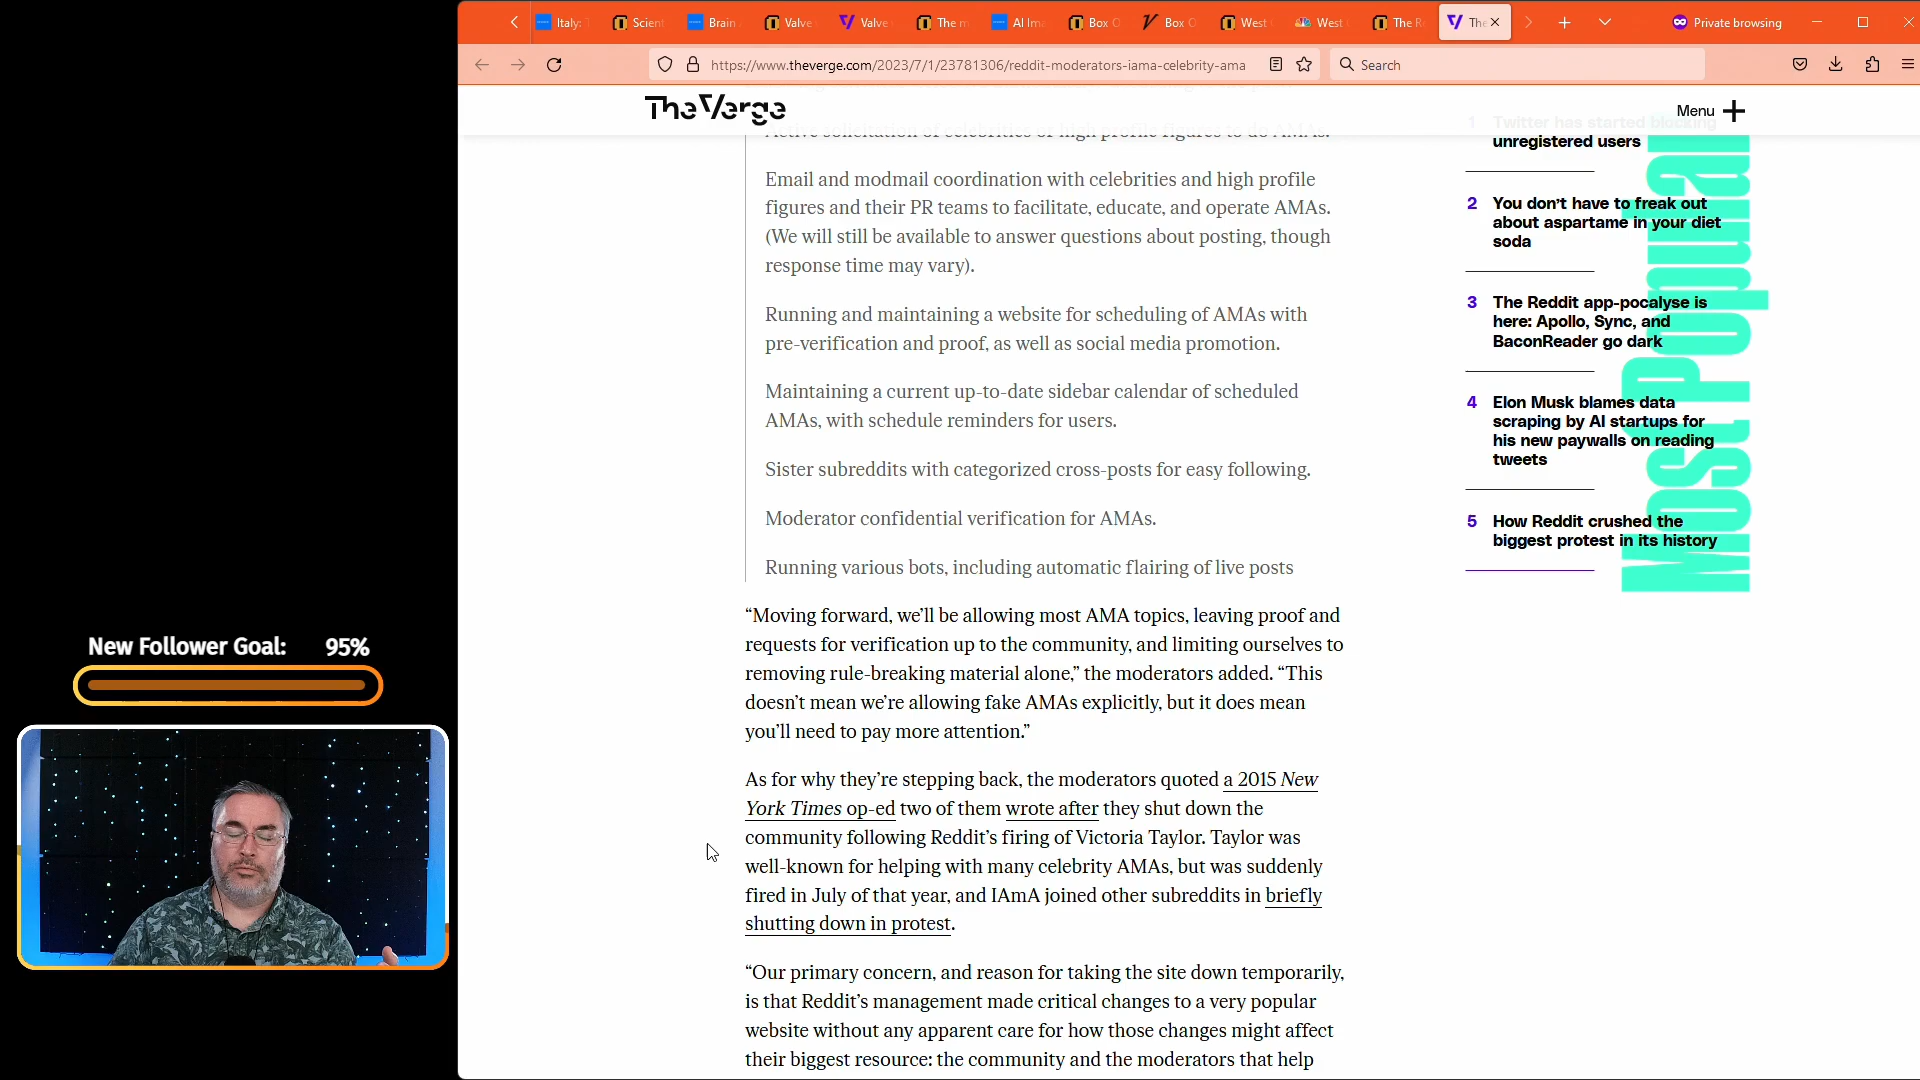 Italy:
Scien
Brain
Valve
Valve
The m
AI Im
Box O
Box O
West
West
The R
The
Private browsing
https://www.theverge.com/2023/7/1/23781306/reddit-moderators-iama-celebrity-ama
Search
The Verge
Menu
Active solicitation of celebrities or high profile figures to do AMAs.
Email and modmail coordination with celebrities and high profile
figures and their PR teams to facilitate, educate, and operate AMAs.
(We will still be available to answer questions about posting, though
response time may vary).
Running and maintaining a website for scheduling of AMAs with
pre-verification and proof, as well as social media promotion.
Maintaining a current up-to-date sidebar calendar of scheduled
AMAs, with schedule reminders for users.
Sister subreddits with categorized cross-posts for easy following.
Moderator confidential verification for AMAs.
Running various bots, including automatic flairing of live posts
“Moving forward, we’ll be allowing most AMA topics, leaving proof and
requests for verification up to the community, and limiting ourselves to
removing rule-breaking material alone,” the moderators added. “This
doesn’t mean we’re allowing fake AMAs explicitly, but it does mean
you’ll need to pay more attention.”
As for why they’re stepping back, the moderators quoted a 2015 New
York Times op-ed two of them wrote after they shut down the
community following Reddit’s firing of Victoria Taylor. Taylor was
well-known for helping with many celebrity AMAs, but was suddenly
fired in July of that year, and IAmA joined other subreddits in briefly
shutting down in protest.
“Our primary concern, and reason for taking the site down temporarily,
is that Reddit’s management made critical changes to a very popular
website without any apparent care for how those changes might affect
their biggest resource: the community and the moderators that help
Most Popular
1 Twitter has started blocking
unregistered users
2 You don’t have to freak out
about aspartame in your diet
soda
3 The Reddit app-pocalyse is
here: Apollo, Sync, and
BaconReader go dark
4 Elon Musk blames data
scraping by AI startups for
his new paywalls on reading
tweets
5 How Reddit crushed the
biggest protest in its history
New Follower Goal: 95%